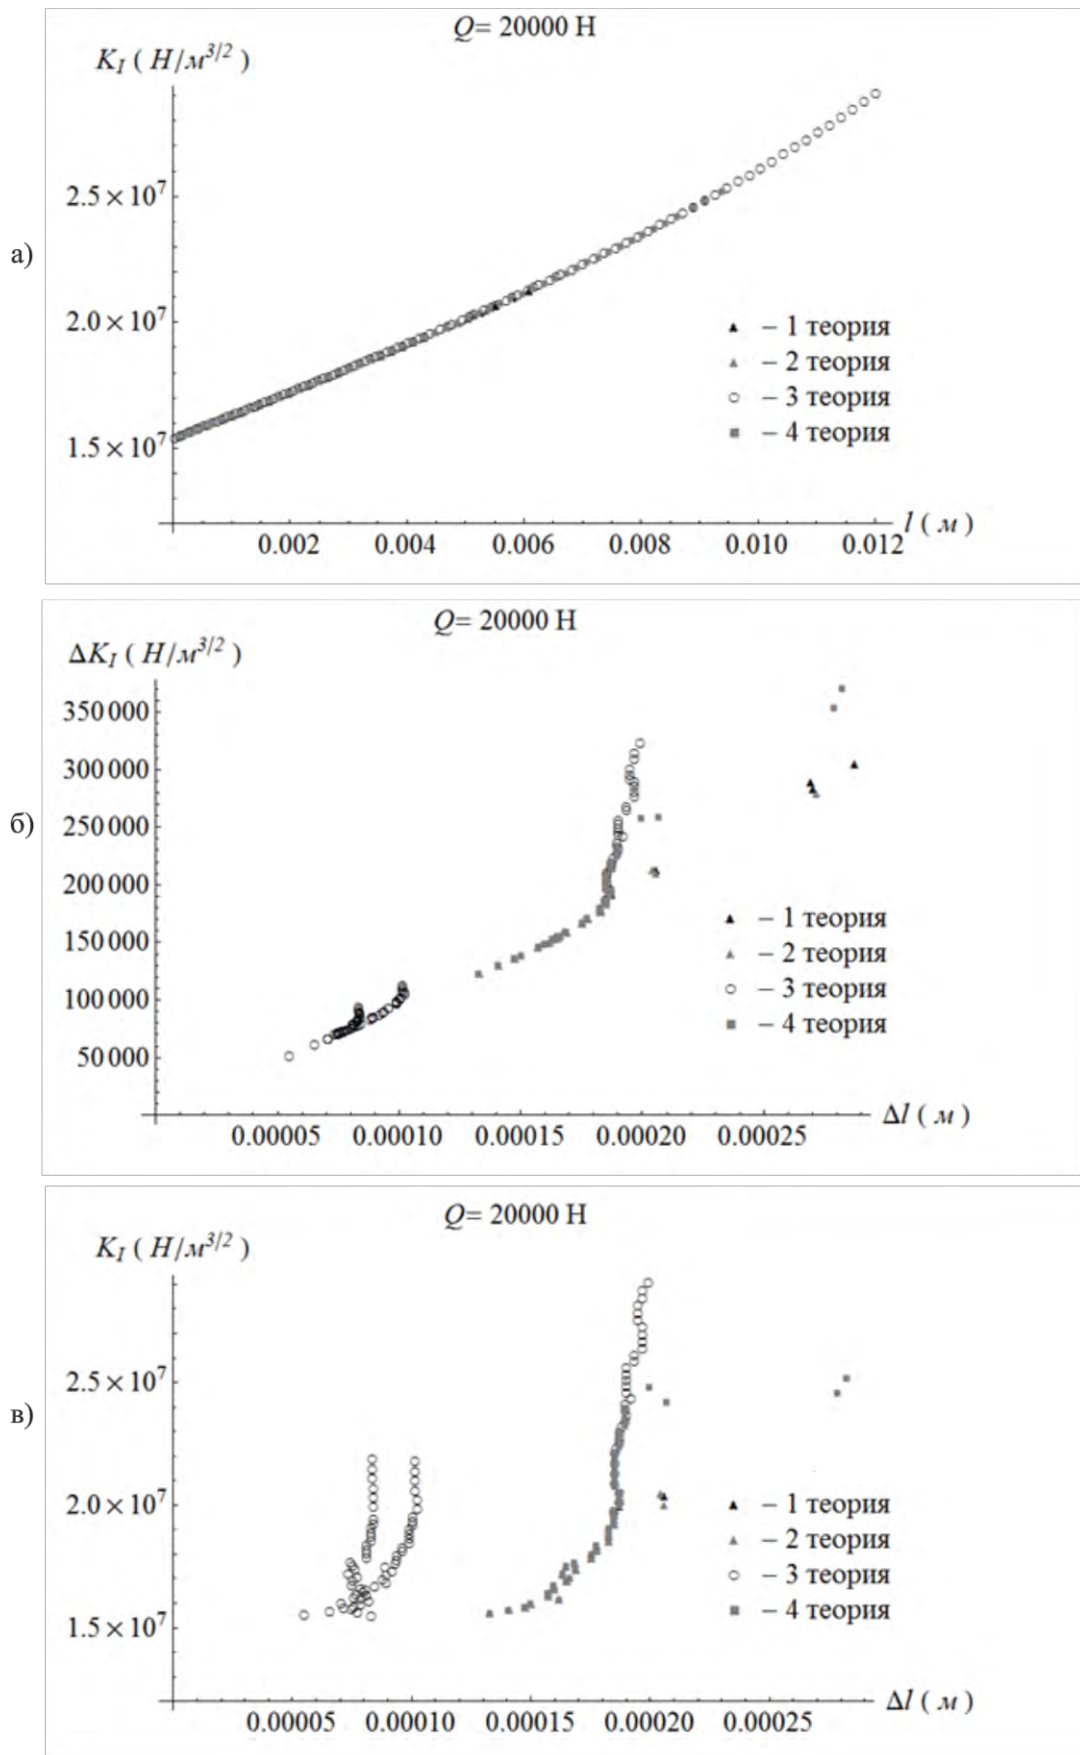 а)
Q= 20000 Н
K_I ( Н/м^{3/2} )
2.5×10^7
2.0×10^7
1.5×10^7
▲ – 1 теория
▲ – 2 теория
○ – 3 теория
■ – 4 теория
0.002 0.004 0.006 0.008 0.010 0.012
l ( м )
б)
Q= 20000 Н
ΔK_I ( Н/м^{3/2} )
350 000
300 000
250 000
200 000
150 000
100 000
50 000
▲ – 1 теория
▲ – 2 теория
○ – 3 теория
■ – 4 теория
0.00005 0.00010 0.00015 0.00020 0.00025
Δl ( м )
в)
Q= 20000 Н
K_I ( Н/м^{3/2} )
2.5×10^7
2.0×10^7
1.5×10^7
▲ – 1 теория
▲ – 2 теория
○ – 3 теория
■ – 4 теория
0.00005 0.00010 0.00015 0.00020 0.00025
Δl ( м )